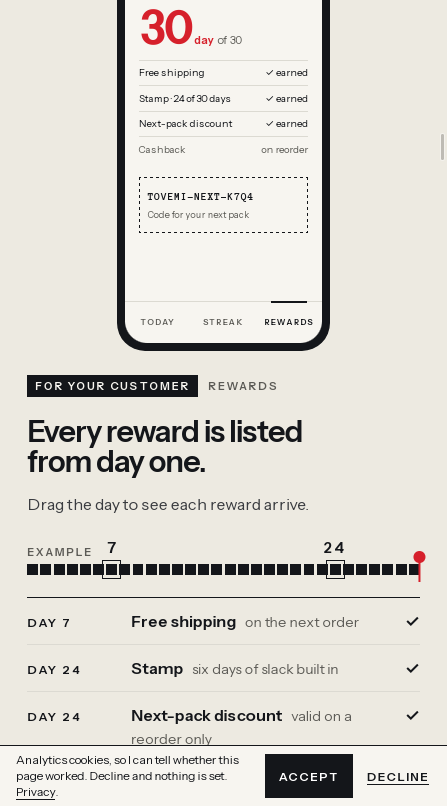 30 day of 30
Free shipping ✓ earned
Stamp · 24 of 30 days ✓ earned
Next-pack discount ✓ earned
Cashback on reorder
TOVEMI-NEXT-K7Q4
Code for your next pack
TODAY STREAK REWARDS
FOR YOUR CUSTOMER REWARDS
Every reward is listed
from day one.
Drag the day to see each reward arrive.
EXAMPLE 7 24
DAY 7 Free shipping on the next order ✓
DAY 24 Stamp six days of slack built in ✓
DAY 24 Next-pack discount valid on a ✓
reorder only
Analytics cookies, so I can tell whether this
page worked. Decline and nothing is set.
Privacy.
ACCEPT DECLINE